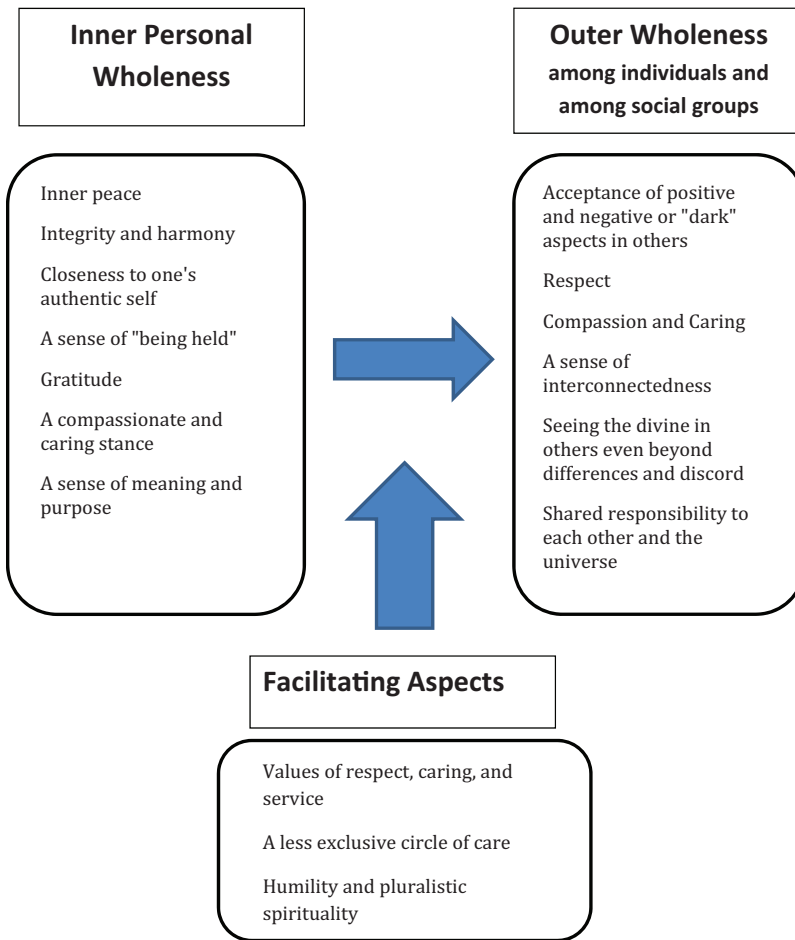 Inner Personal
Wholeness
Inner peace
Integrity and harmony
Closeness to one's
authentic self
A sense of "being held"
Gratitude
A compassionate and
caring stance
A sense of meaning and
purpose
Outer Wholeness
among individuals and
among social groups
Acceptance of positive
and negative or "dark"
aspects in others
Respect
Compassion and Caring
A sense of
interconnectedness
Seeing the divine in
others even beyond
differences and discord
Shared responsibility to
each other and the
universe
Facilitating Aspects
Values of respect, caring, and
service
A less exclusive circle of care
Humility and pluralistic
spirituality